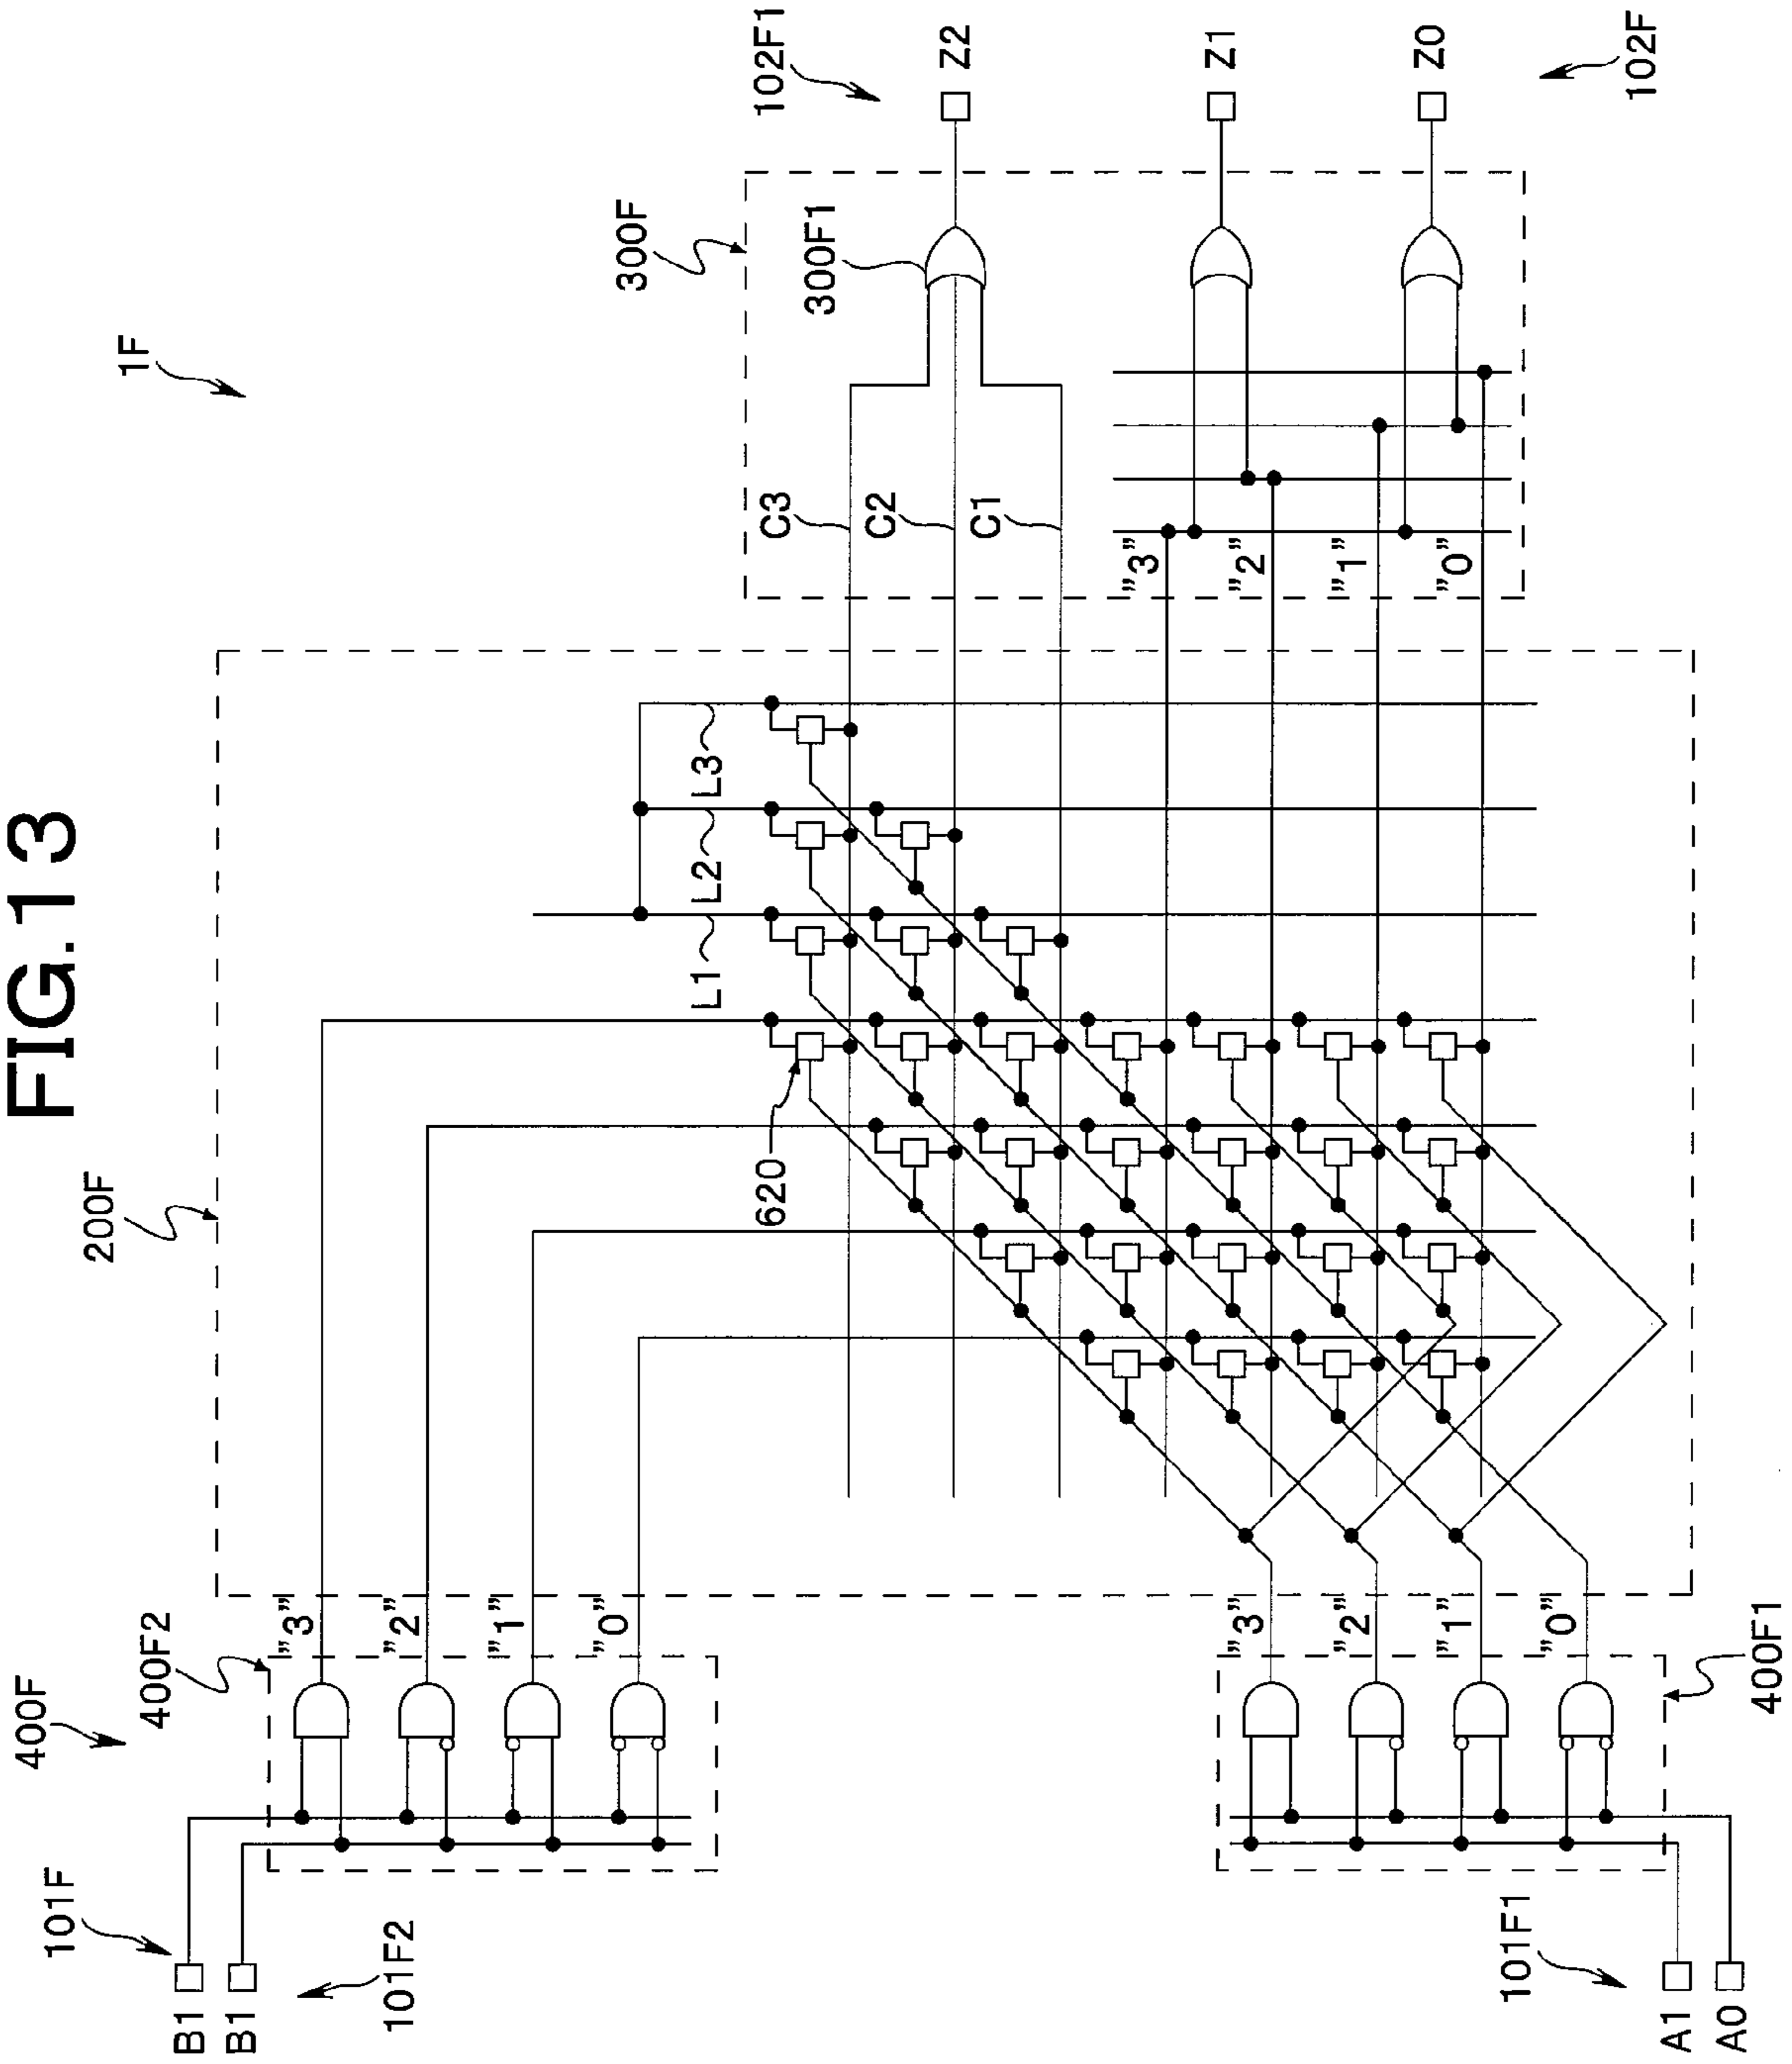 FIG.13
1F
200F
300F
300F1
102F1
Z2
Z1
Z0
102F
C3
C2
C1
"3"
"2"
"1"
"0"
L3
L2
L1
620
400F
400F2
"3"
"2"
"1"
"0"
101F
B1
B1
101F2
"3"
"2"
"1"
"0"
400F1
101F1
A1
A0